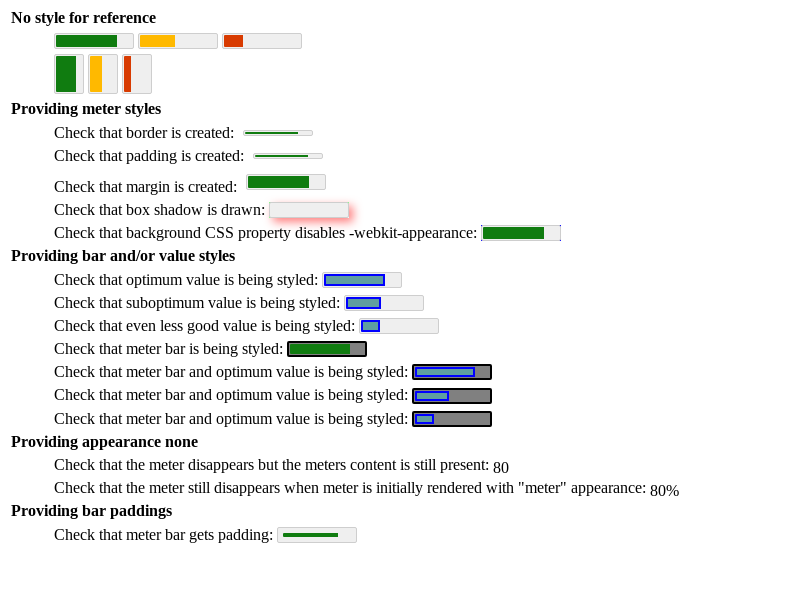 No style for reference
Providing meter styles
Check that border is created:
Check that padding is created:
Check that margin is created:
Check that box shadow is drawn:
Check that background CSS property disables -webkit-appearance:
Providing bar and/or value styles
Check that optimum value is being styled:
Check that suboptimum value is being styled:
Check that even less good value is being styled:
Check that meter bar is being styled:
Check that meter bar and optimum value is being styled:
Check that meter bar and optimum value is being styled:
Check that meter bar and optimum value is being styled:
Providing appearance none
Check that the meter disappears but the meters content is still present: 80
Check that the meter still disappears when meter is initially rendered with "meter" appearance: 80%
Providing bar paddings
Check that meter bar gets padding: